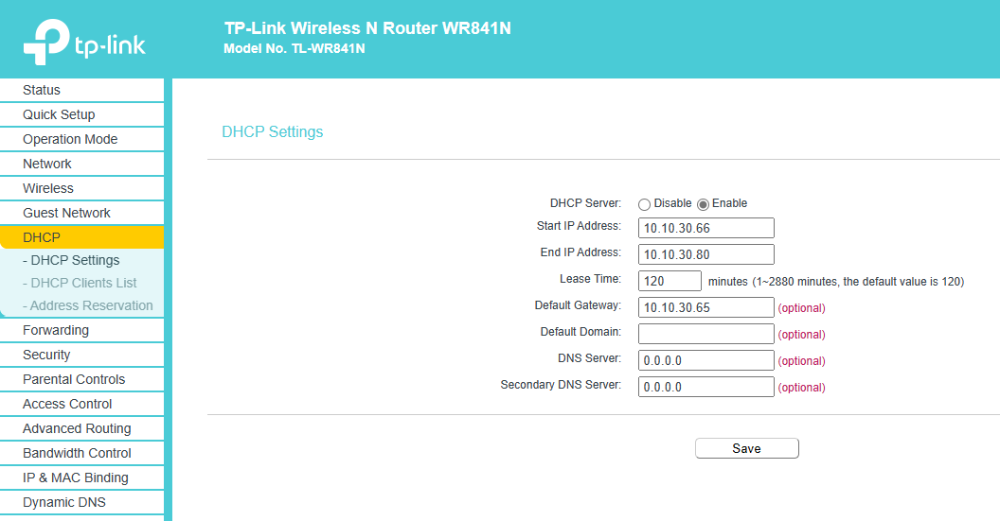 tp-link
TP-Link Wireless N Router WR841N
Model No. TL-WR841N
Status
Quick Setup
Operation Mode
Network
Wireless
Guest Network
DHCP
- DHCP Settings
- DHCP Clients List
- Address Reservation
Forwarding
Security
Parental Controls
Access Control
Advanced Routing
Bandwidth Control
IP & MAC Binding
Dynamic DNS
DHCP Settings
DHCP Server: Disable Enable
Start IP Address: 10.10.30.66
End IP Address: 10.10.30.80
Lease Time: 120 minutes (1~2880 minutes, the default value is 120)
Default Gateway: 10.10.30.65 (optional)
Default Domain: (optional)
DNS Server: 0.0.0.0 (optional)
Secondary DNS Server: 0.0.0.0 (optional)
Save